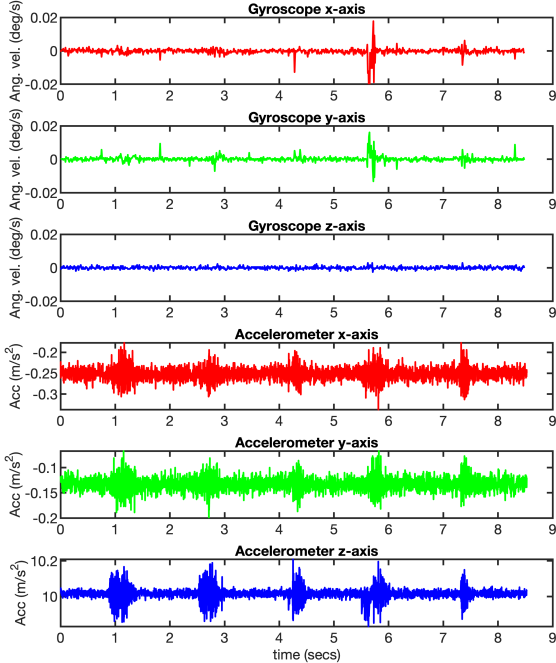 Gyroscope x-axis
Ang. vel. (deg/s)
0.02
0
-0.02
0 1 2 3 4 5 6 7 8 9
Gyroscope y-axis
Ang. vel. (deg/s)
0.02
0
-0.02
0 1 2 3 4 5 6 7 8 9
Gyroscope z-axis
Ang. vel. (deg/s)
0.02
0
-0.02
0 1 2 3 4 5 6 7 8 9
Accelerometer x-axis
Acc (m/s²)
-0.2
-0.25
-0.3
0 1 2 3 4 5 6 7 8 9
Accelerometer y-axis
Acc (m/s²)
-0.1
-0.15
-0.2
0 1 2 3 4 5 6 7 8 9
Accelerometer z-axis
Acc (m/s²)
10.2
10
0 1 2 3 4 5 6 7 8 9
time (secs)